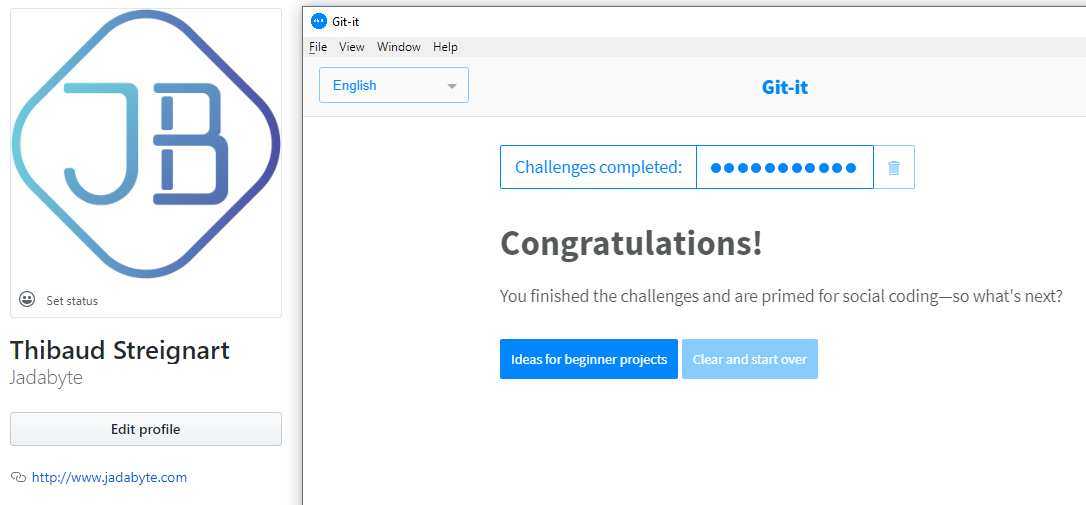 JB
Set status
Thibaud Streignart
Jadabyte
Edit profile
http://www.jadabyte.com
Git-it
File View Window Help
English
Git-it
Challenges completed:
Congratulations!
You finished the challenges and are primed for social coding—so what's next?
Ideas for beginner projects
Clear and start over